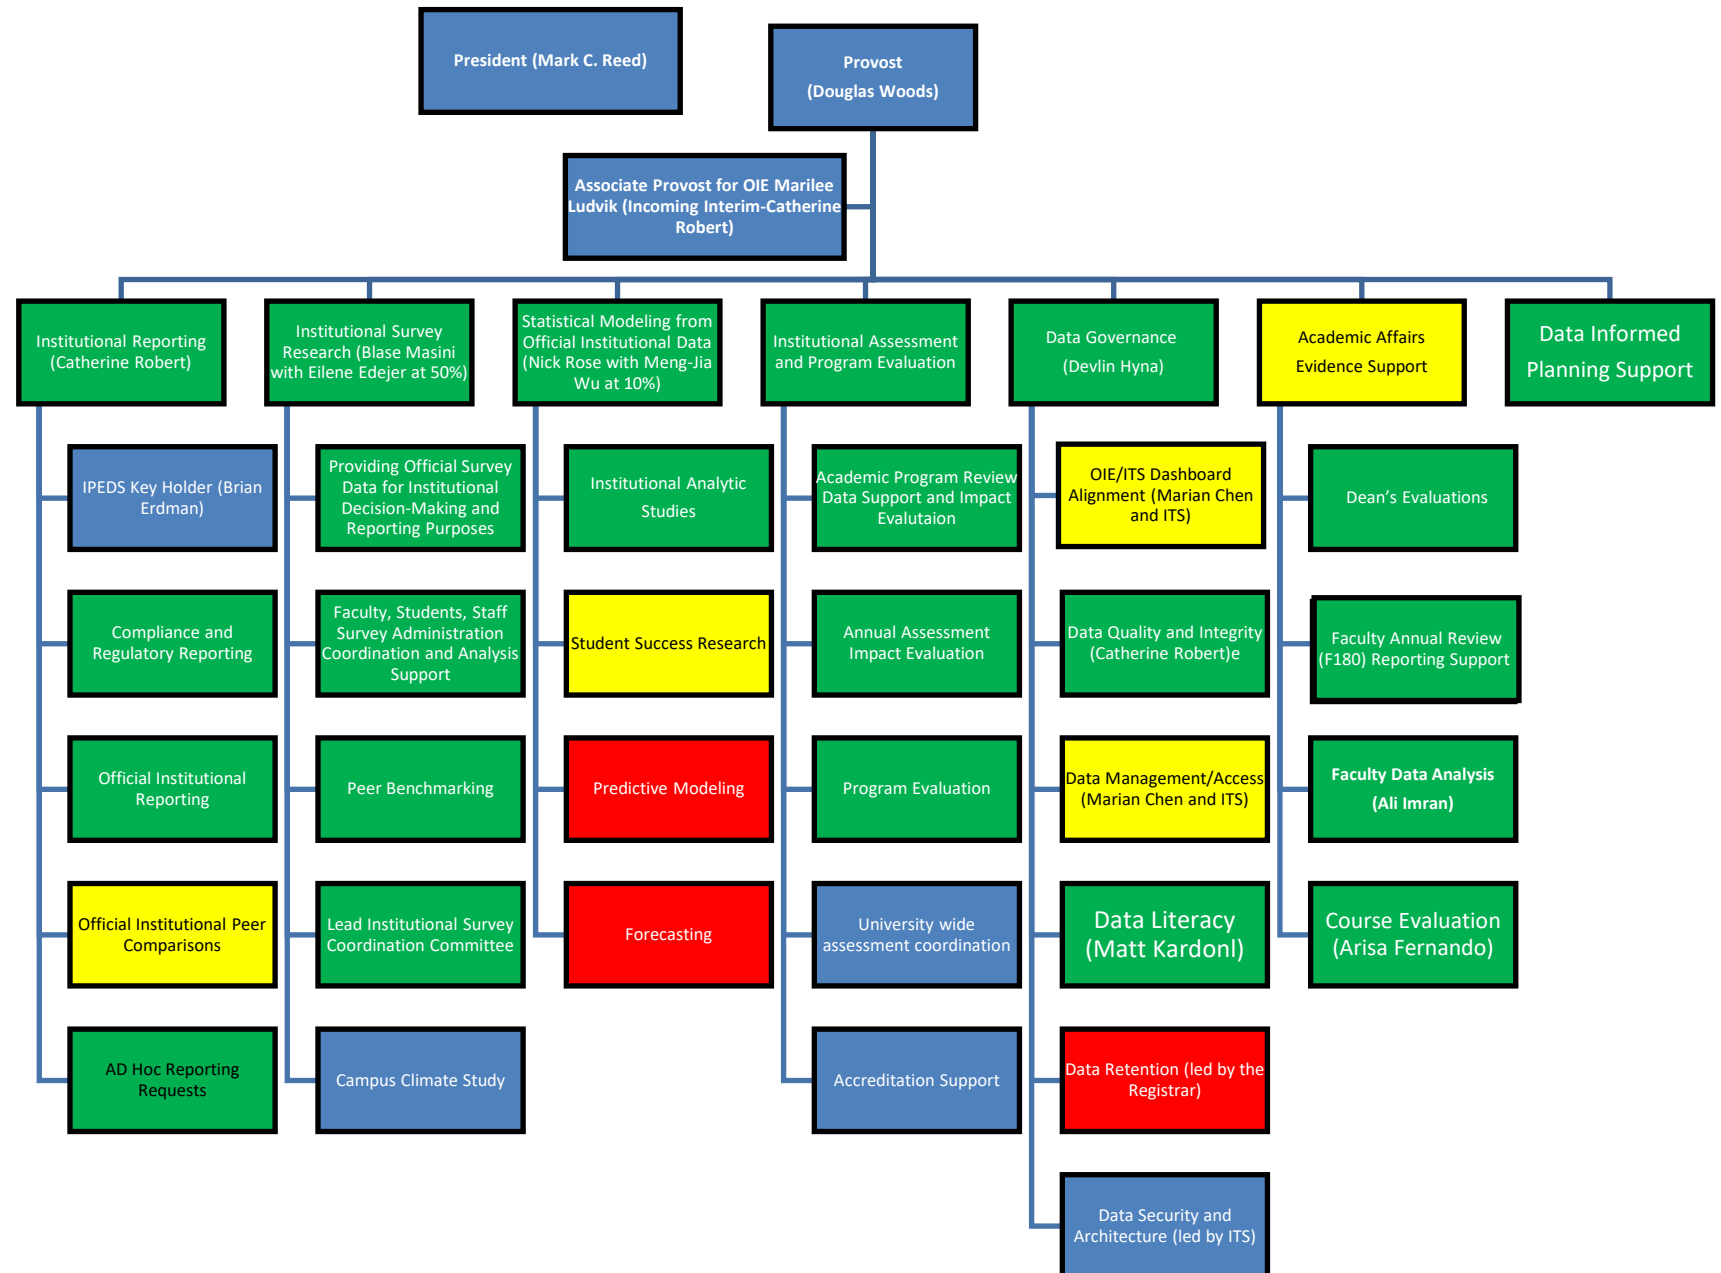 President (Mark C. Reed)
Provost
(Douglas Woods)
Associate Provost for OIE Marilee
Ludvik (Incoming Interim-Catherine
Robert)
Institutional Reporting
(Catherine Robert)
Institutional Survey
Research (Blase Masini
with Eilene Edejer at 50%)
Statistical Modeling from
Official Institutional Data
(Nick Rose with Meng-Jia
Wu at 10%)
Institutional Assessment
and Program Evaluation
Data Governance
(Devlin Hyna)
Academic Affairs
Evidence Support
Data Informed
Planning Support
IPEDS Key Holder (Brian
Erdman)
Providing Official Survey
Data for Institutional
Decision-Making and
Reporting Purposes
Institutional Analytic
Studies
Academic Program Review
Data Support and Impact
Evalutaion
OIE/ITS Dashboard
Alignment (Marian Chen
and ITS)
Dean’s Evaluations
Compliance and
Regulatory Reporting
Faculty, Students, Staff
Survey Administration
Coordination and Analysis
Support
Student Success Research
Annual Assessment
Impact Evaluation
Data Quality and Integrity
(Catherine Robert)e
Faculty Annual Review
(F180) Reporting Support
Official Institutional
Reporting
Peer Benchmarking
Predictive Modeling
Program Evaluation
Data Management/Access
(Marian Chen and ITS)
Faculty Data Analysis
(Ali Imran)
Official Institutional Peer
Comparisons
Lead Institutional Survey
Coordination Committee
Forecasting
University wide
assessment coordination
Data Literacy
(Matt Kardonl)
Course Evaluation
(Arisa Fernando)
AD Hoc Reporting
Requests
Campus Climate Study
Accreditation Support
Data Retention (led by the
Registrar)
Data Security and
Architecture (led by ITS)